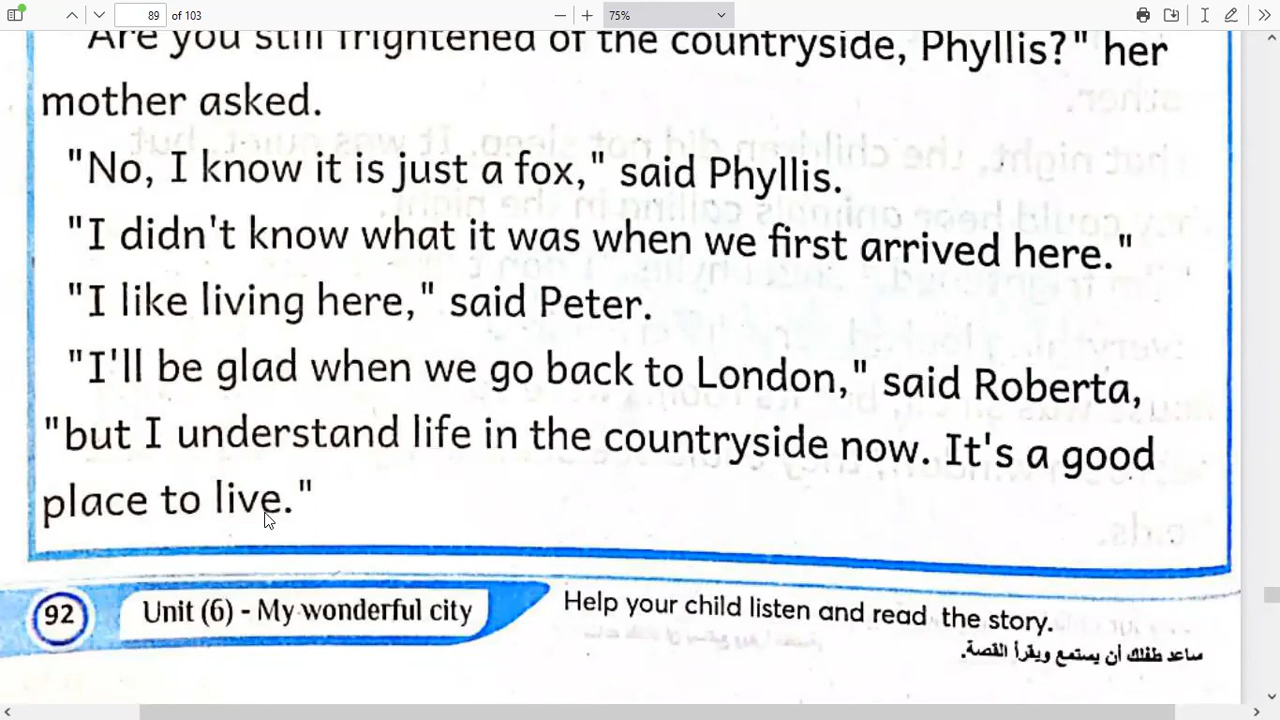 89 of 103
75%
"Are you still frightened of the countryside, Phyllis?" her
mother asked.
"No, I know it is just a fox," said Phyllis.
"I didn't know what it was when we first arrived here."
"I like living here," said Peter.
"I'll be glad when we go back to London," said Roberta,
"but I understand life in the countryside now. It's a good
place to live."
92 Unit (6) - My wonderful city
Help your child listen and read the story.
ساعد طفلك أن يستمع ويقرأ القصة.